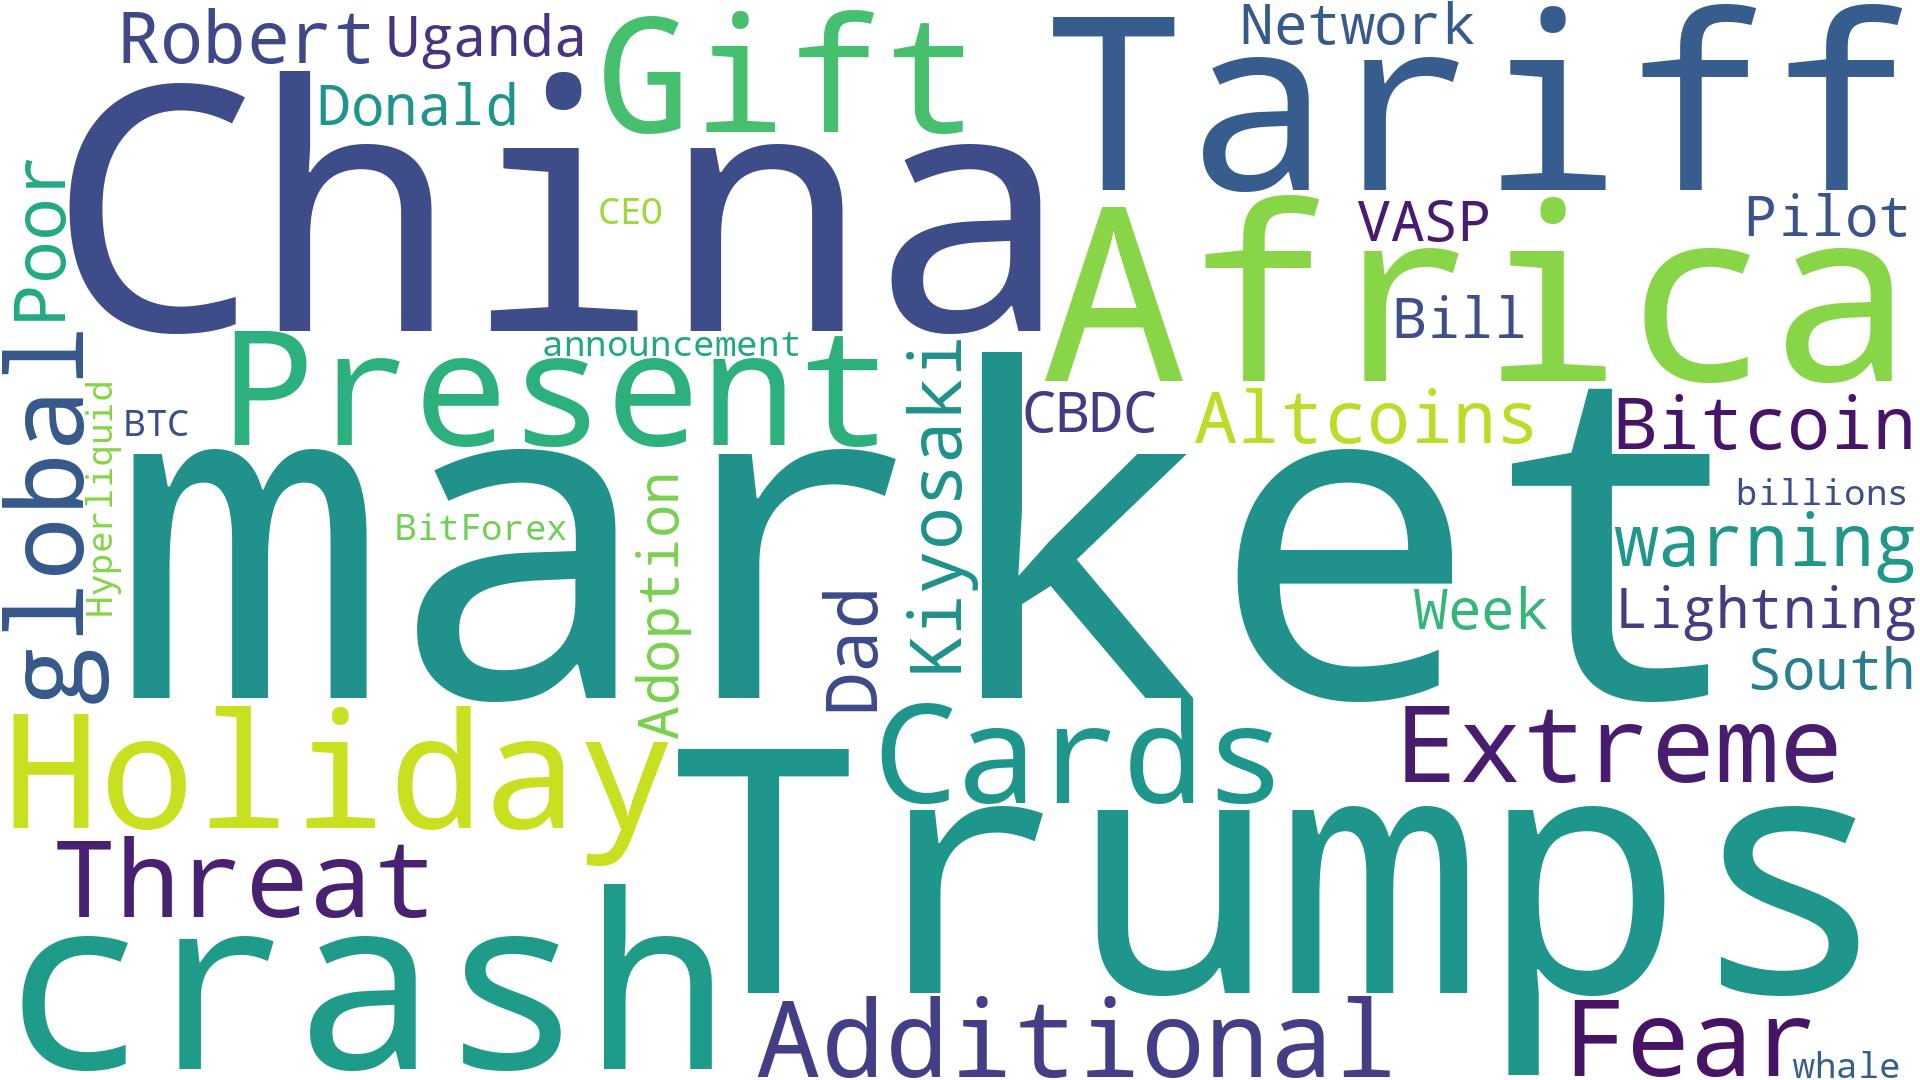 Robert
Uganda
Gift
Tariff
Network
Donald
China
CEO
Poor
Africa
VASP
Pilot
Bill
global
Present
announcement
Kiyosaki
CBDC
Altcoins
Bitcoin
BTC
Hyperliquid
market
BitForex
Adoption
Dad
billions
warning
Week
Lightning
South
Holiday
Cards
Extreme
Trumps
Threat
crash
Additional
Fear
whale